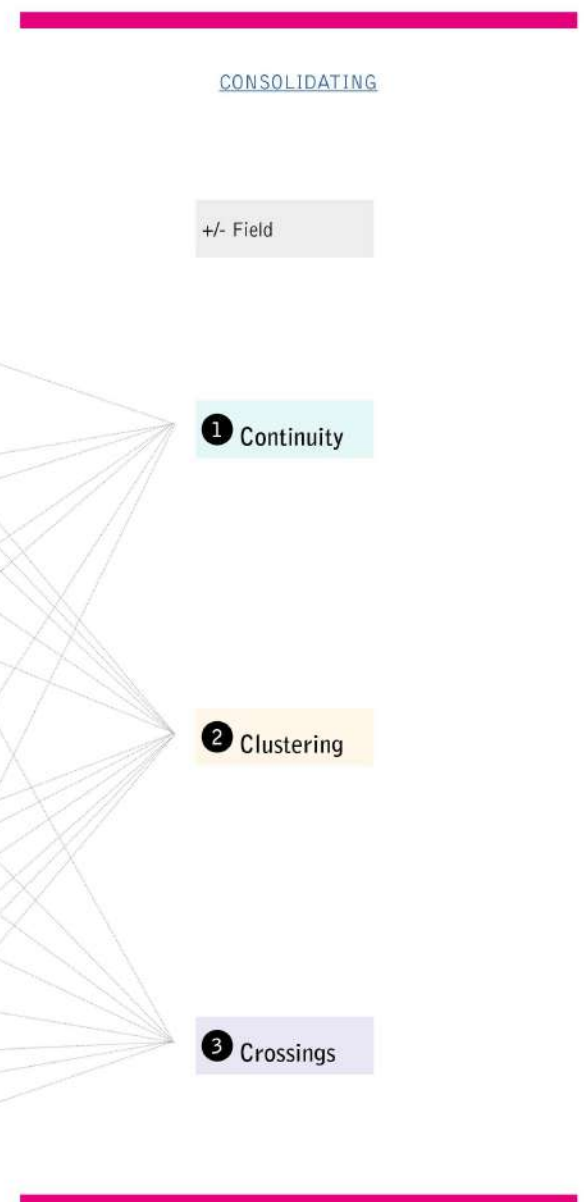 CONSOLIDATING
+/- Field
1 Continuity
2 Clustering
3 Crossings